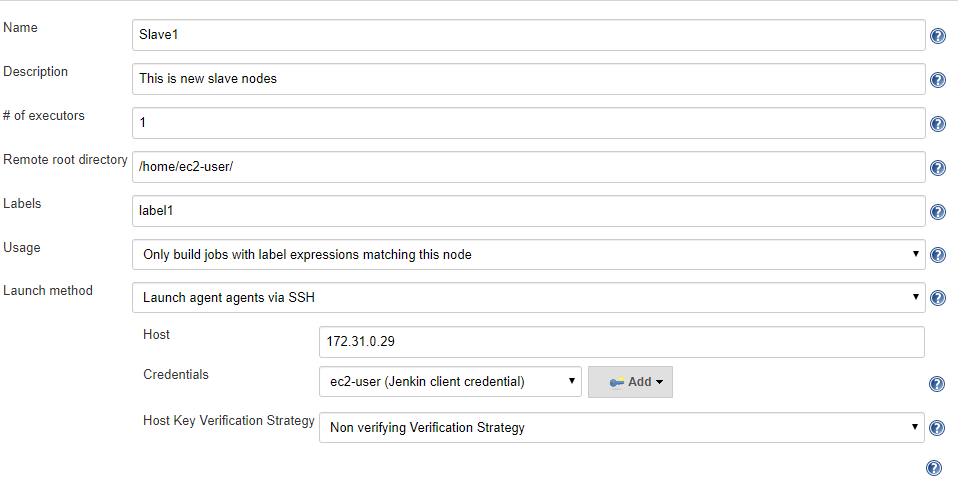 Name
Slave1
Description
This is new slave nodes
# of executors
1
Remote root directory
/home/ec2-user/
Labels
label1
Usage
Only build jobs with label expressions matching this node
Launch method
Launch agent agents via SSH
Host
172.31.0.29
Credentials
ec2-user (Jenkin client credential)
Add
Host Key Verification Strategy
Non verifying Verification Strategy